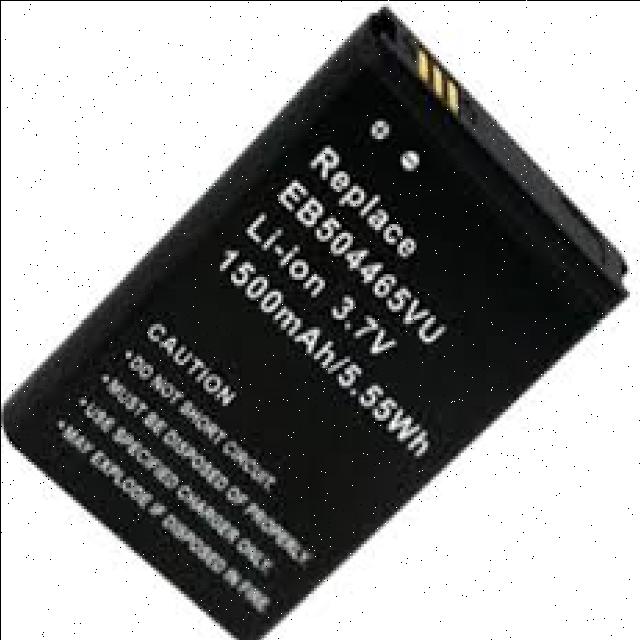 Replace
EB504465VU
Li-ion 3.7V
1500mAh/5.55Wh
CAUTION
•DO NOT SHORT CIRCUIT.
•MUST BE DISPOSED OF PROPERLY.
•USE SPECIFIED CHARGER ONLY.
•MAY EXPLODE IF DISPOSED IN FIRE.